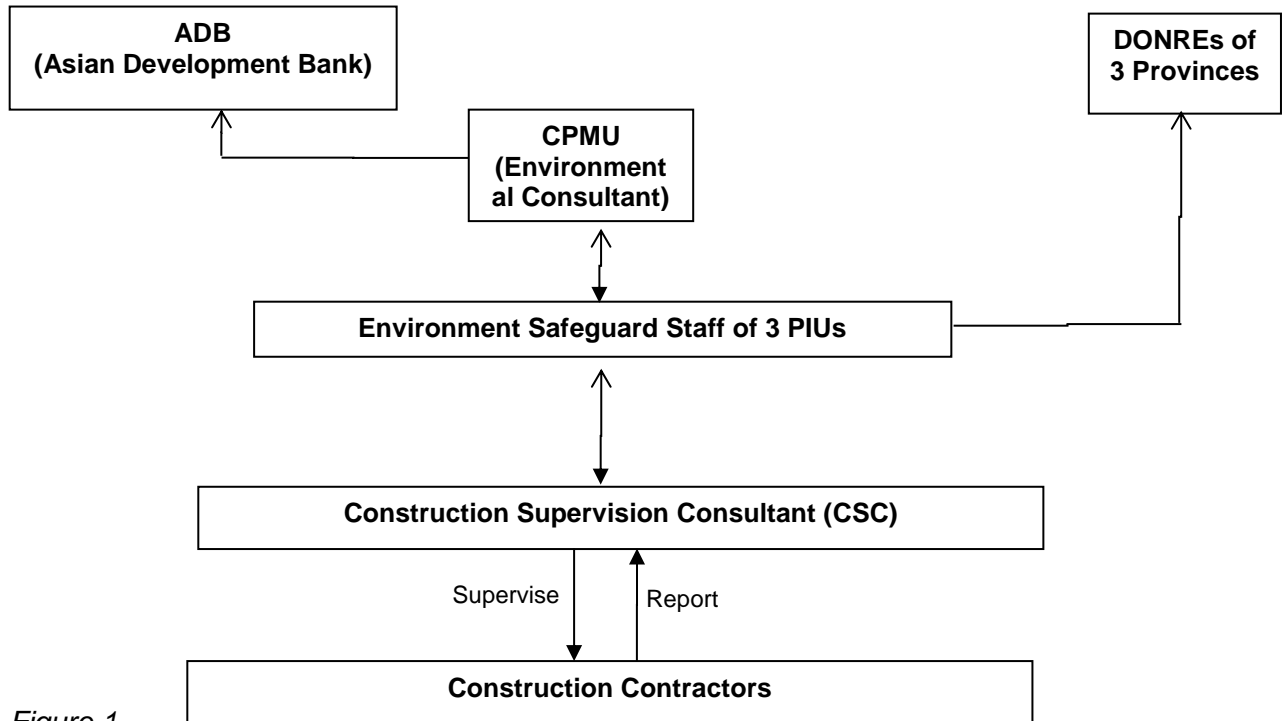 ADB
(Asian Development Bank)
DONREs of
3 Provinces
CPMU
(Environment
al Consultant)
Environment Safeguard Staff of 3 PIUs
Construction Supervision Consultant (CSC)
Supervise
Report
Construction Contractors
Figure 1